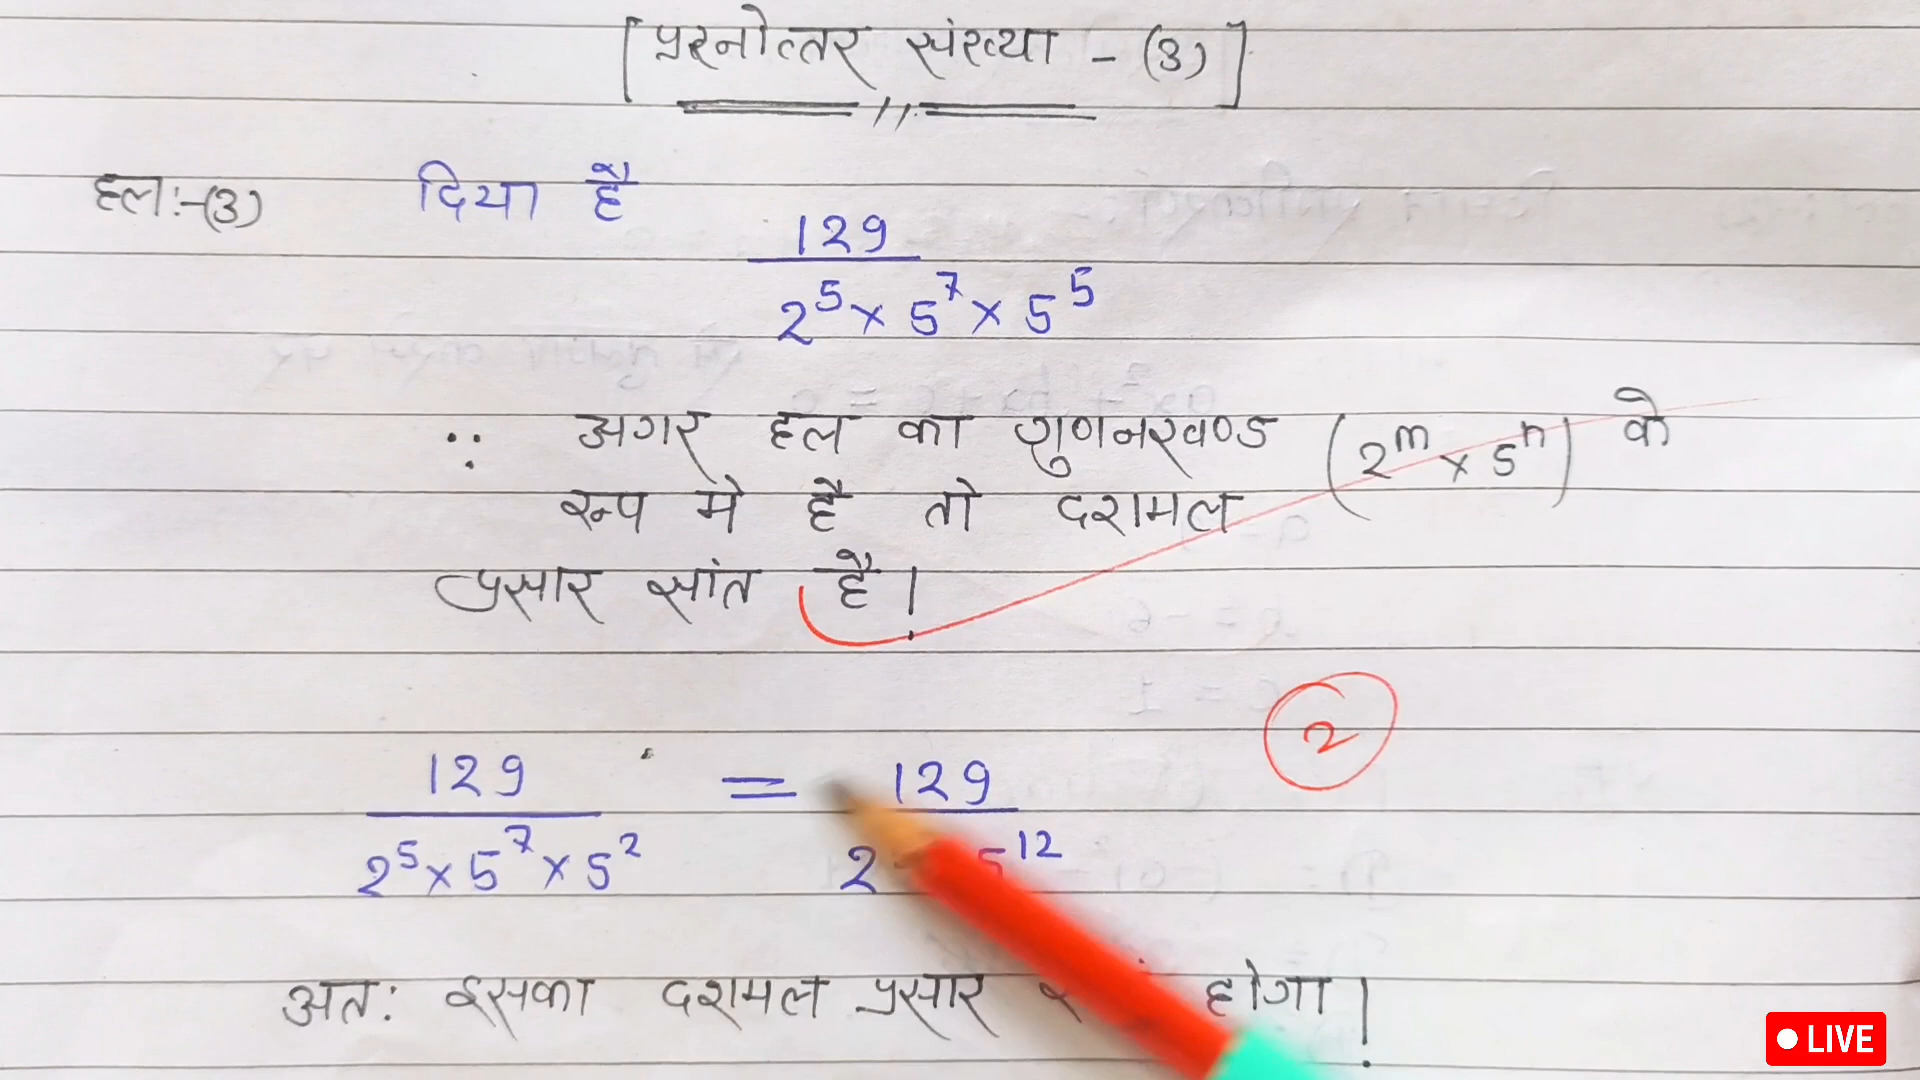 [प्रश्नोत्तर संख्या - (3)]
हल:-(3) दिया है
129
2⁵ × 5⁷ × 5⁵
∵ अगर हल का गुणनखण्ड (2ᵐ × 5ⁿ) के
रूप मे है तो दशमल
प्रसार सांत है।
2
129 = 129
2⁵ × 5⁷ × 5² 2 5¹²
अत: इसका दशमल प्रसार होगा।
LIVE